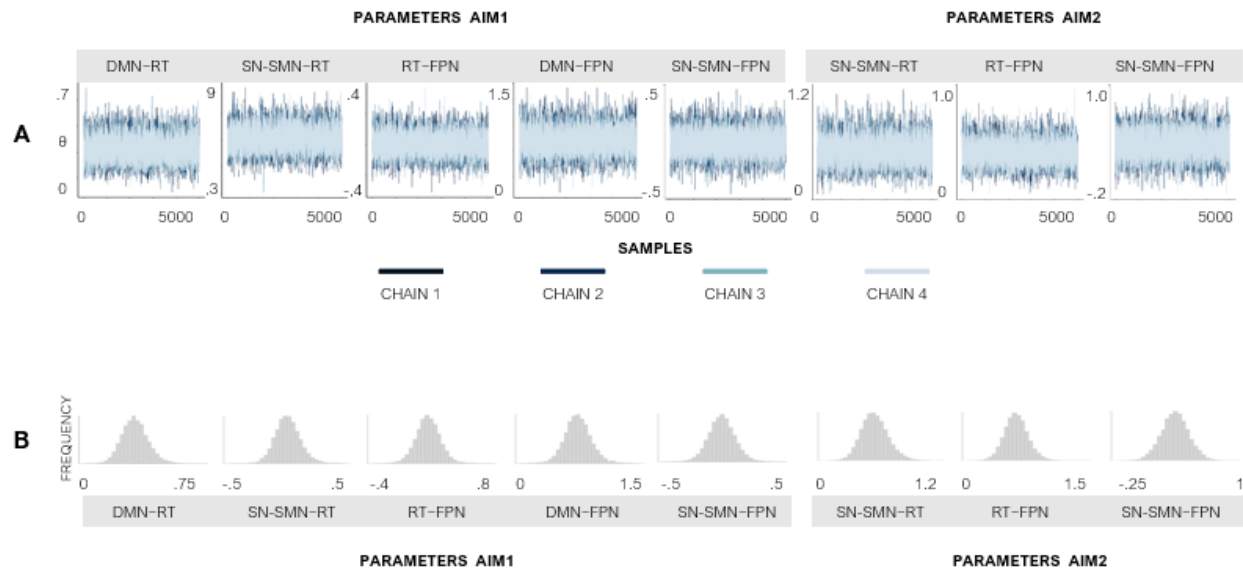 PARAMETERS AIM1 PARAMETERS AIM2
DMN-RT SN-SMN-RT RT-FPN DMN-FPN SN-SMN-FPN SN-SMN-RT RT-FPN SN-SMN-FPN
.7 9 .4 1.5 .5 1.2 1.0 1.0
A θ
0 .3 -.4 0 -.5 0 0 -.2
0 5000 0 5000 0 5000 0 5000 0 5000 0 5000 0 5000 0 5000
SAMPLES
CHAIN 1 CHAIN 2 CHAIN 3 CHAIN 4
B FREQUENCY
0 .75 -.5 .5 -.4 .8 0 1.5 -.5 .5 0 1.2 0 1.5 -.25 1
DMN-RT SN-SMN-RT RT-FPN DMN-FPN SN-SMN-FPN SN-SMN-RT RT-FPN SN-SMN-FPN
PARAMETERS AIM1 PARAMETERS AIM2